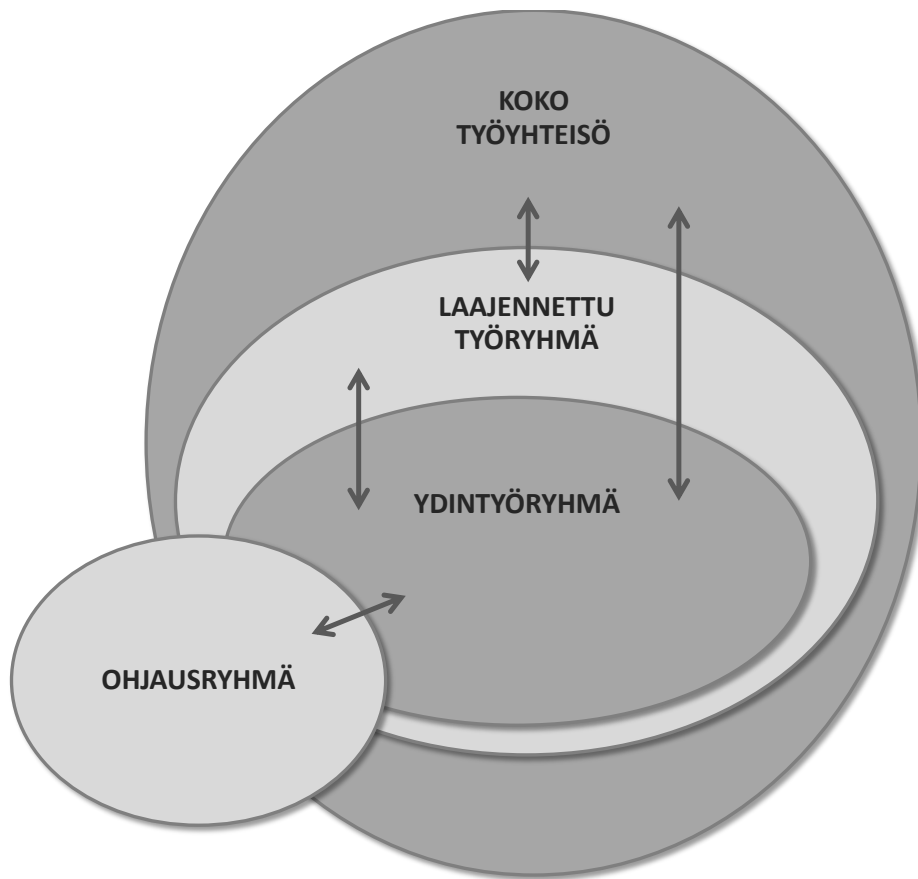 KOKO
TYÖYHTEISÖ
LAAJENNETTU
TYÖRYHMÄ
YDINTYÖRYHMÄ
OHJAUSRYHMÄ